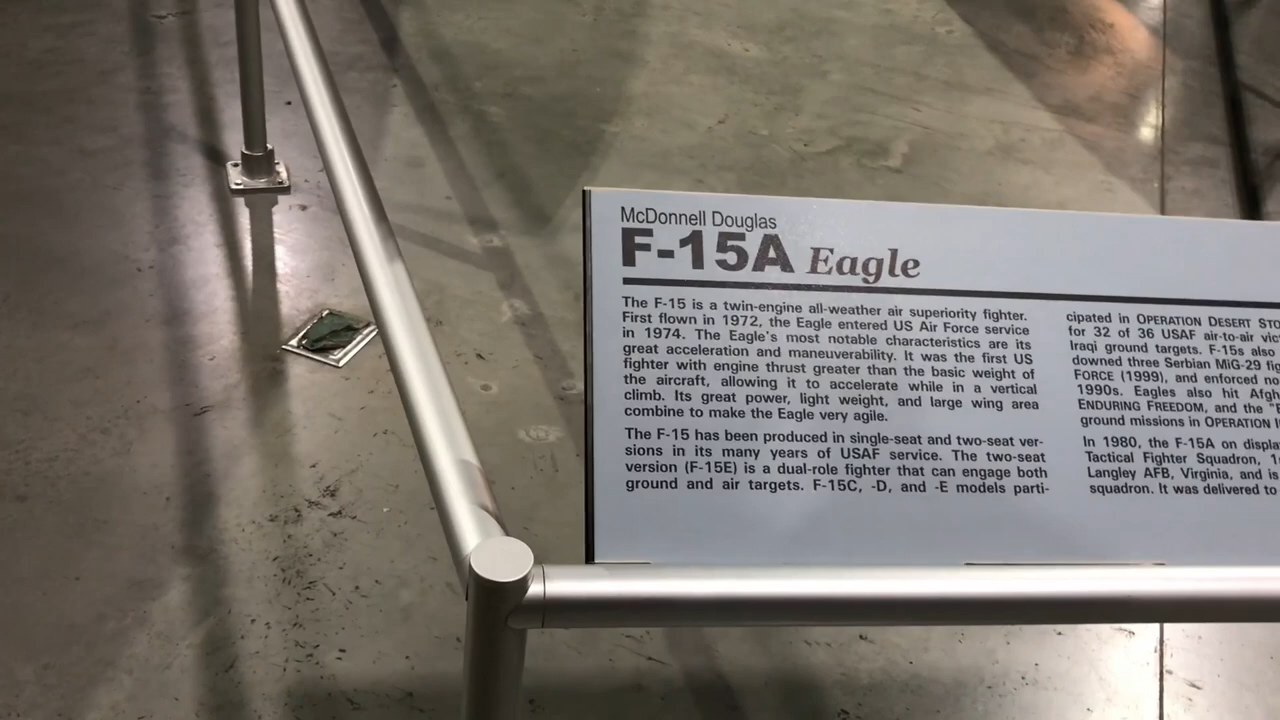 McDonnell Douglas
F-15A Eagle
The F-15 is a twin-engine all-weather air superiority fighter.
First flown in 1972, the Eagle entered US Air Force service
in 1974. The Eagle's most notable characteristics are its
great acceleration and maneuverability. It was the first US
fighter with engine thrust greater than the basic weight of
the aircraft, allowing it to accelerate while in a vertical
climb. Its great power, light weight, and large wing area
combine to make the Eagle very agile.
The F-15 has been produced in single-seat and two-seat ver-
sions in its many years of USAF service. The two-seat
version (F-15E) is a dual-role fighter that can engage both
ground and air targets. F-15C, -D, and -E models parti-
cipated in OPERATION DESERT
for 32 of 36 USAF air-to-air
Iraqi ground targets. F-15s also
downed three Serbian MiG-29
FORCE (1999), and enforced
1990s. Eagles also hit
ENDURING FREEDOM, and the
ground missions in OPERATION
In 1980, the F-15A on
Tactical Fighter Squadron,
Langley AFB, Virginia, and is
squadron. It was delivered to